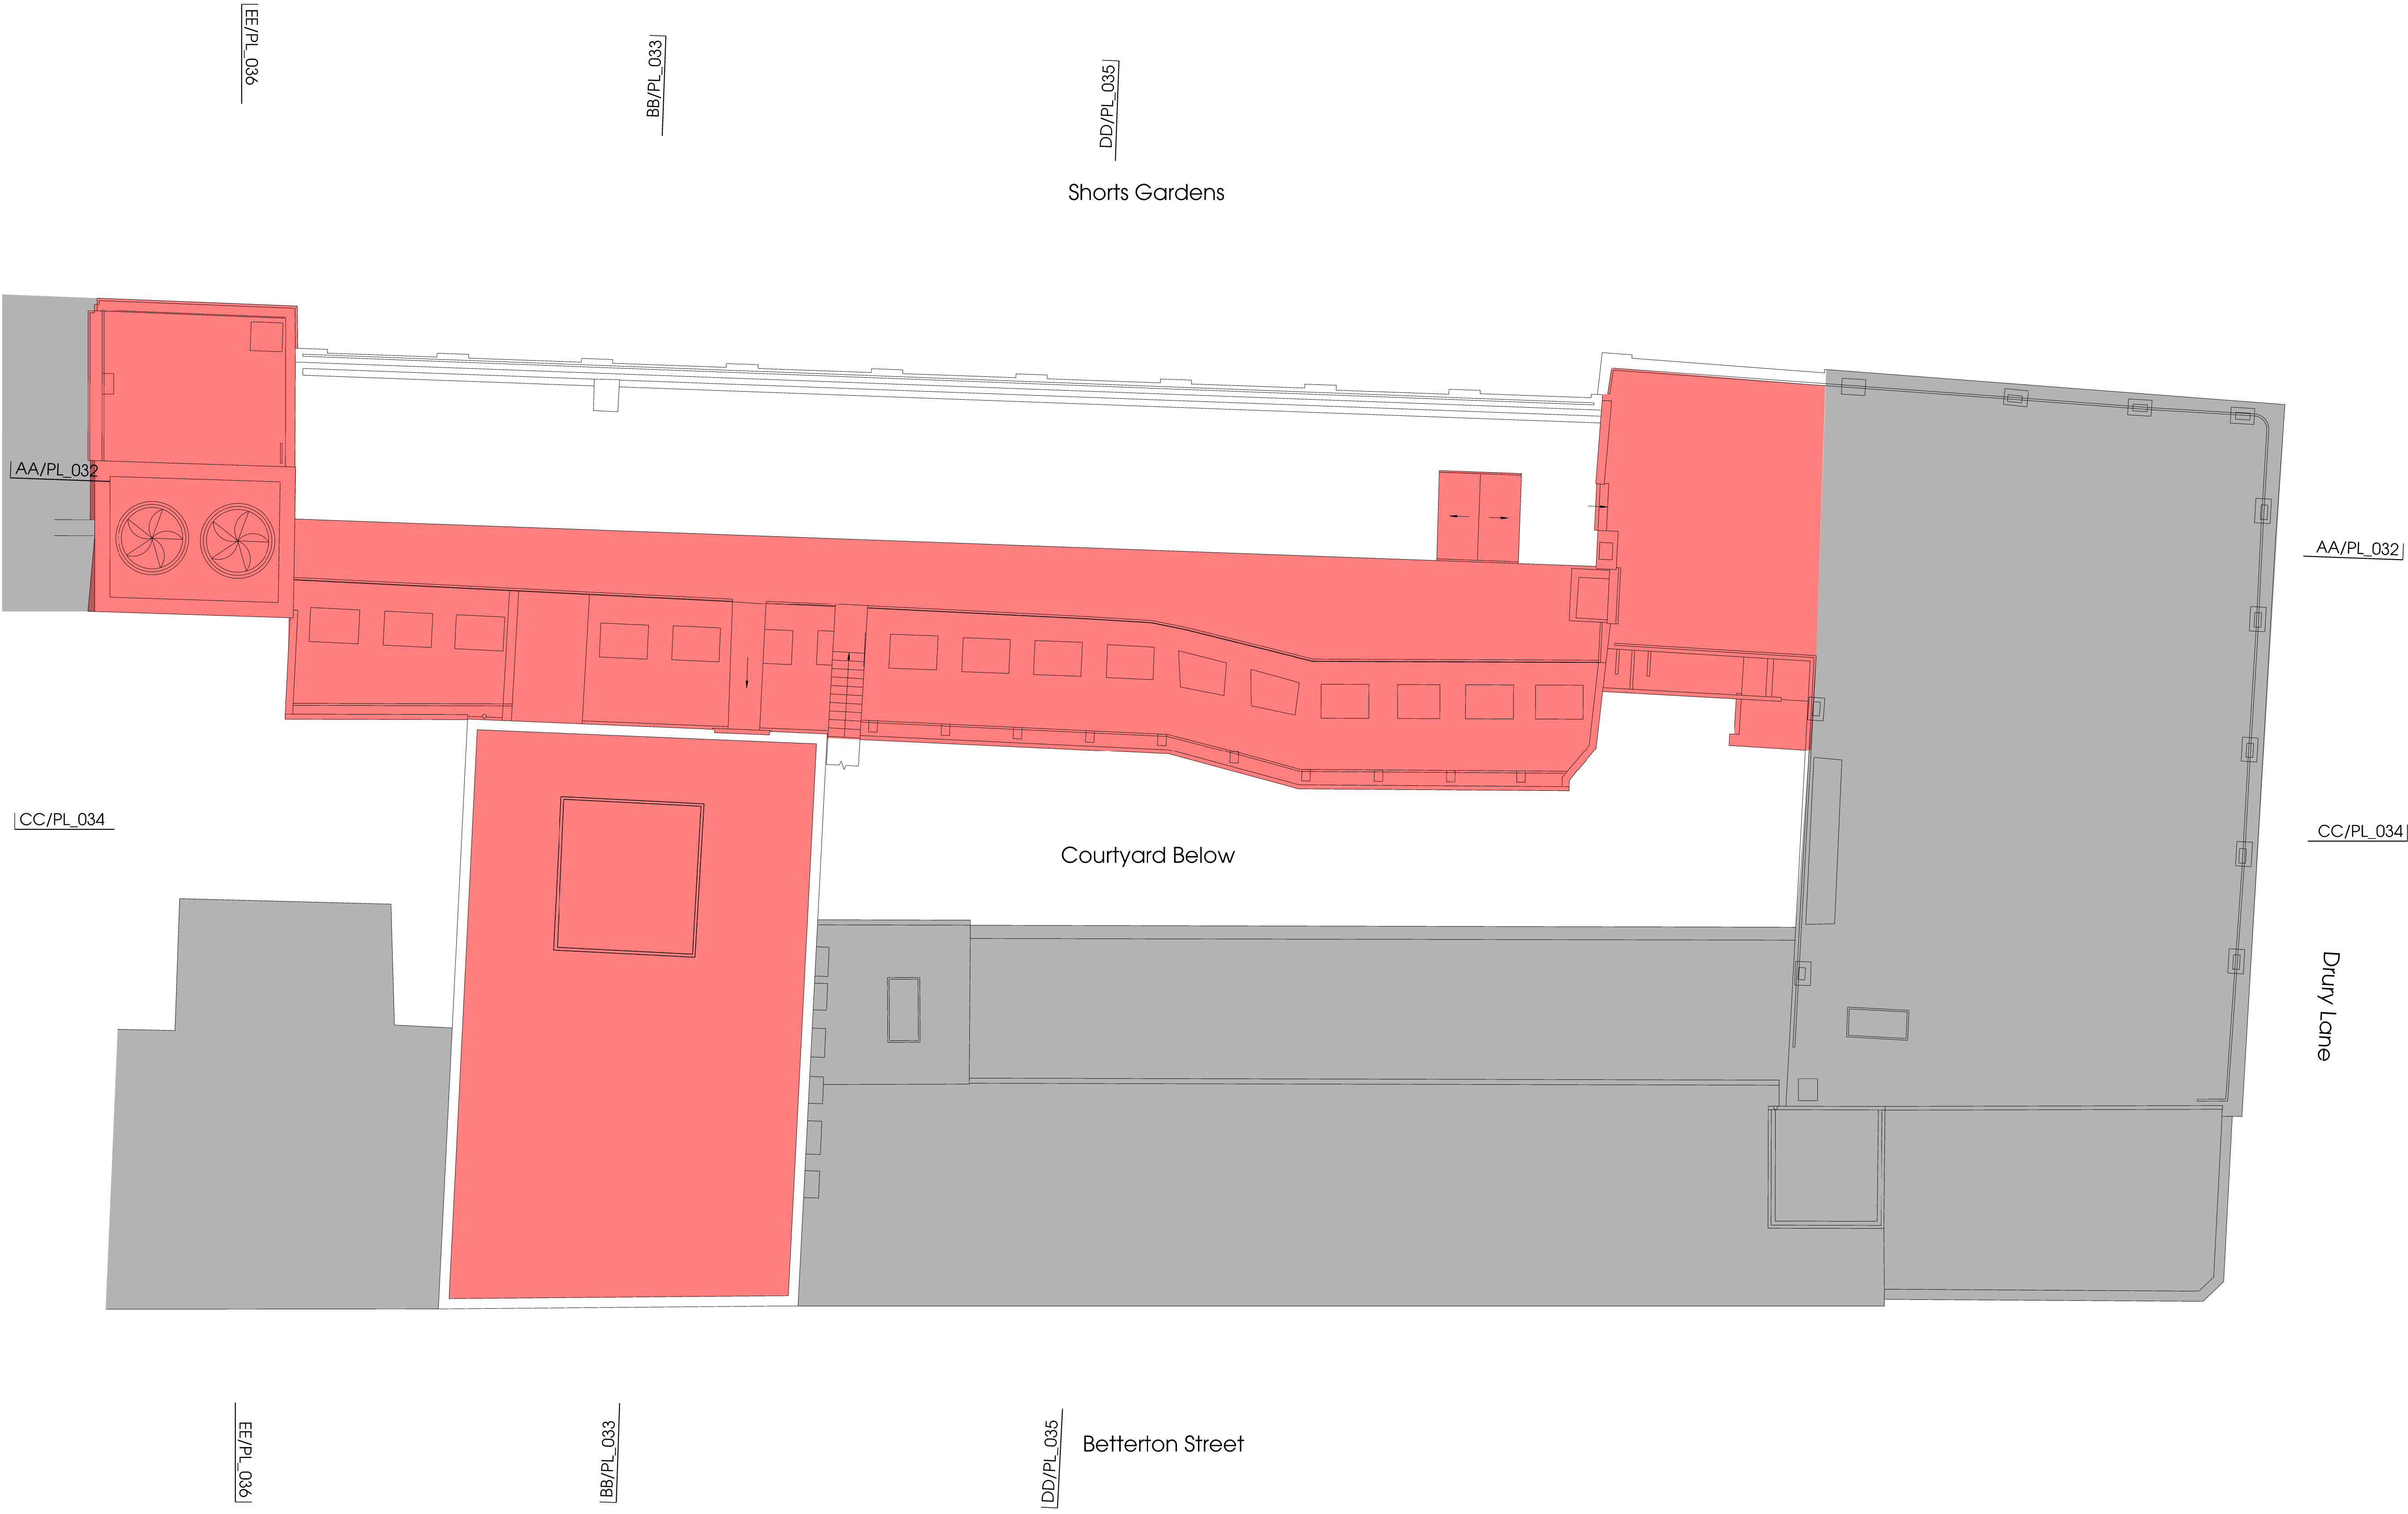 EE/PL_036
BB/PL_033
DD/PL_035
Shorts Gardens
AA/PL_032
AA/PL_032
CC/PL_034
CC/PL_034
Courtyard Below
Drury Lane
EE/PL_036
BB/PL_033
DD/PL_035
Betterton Street